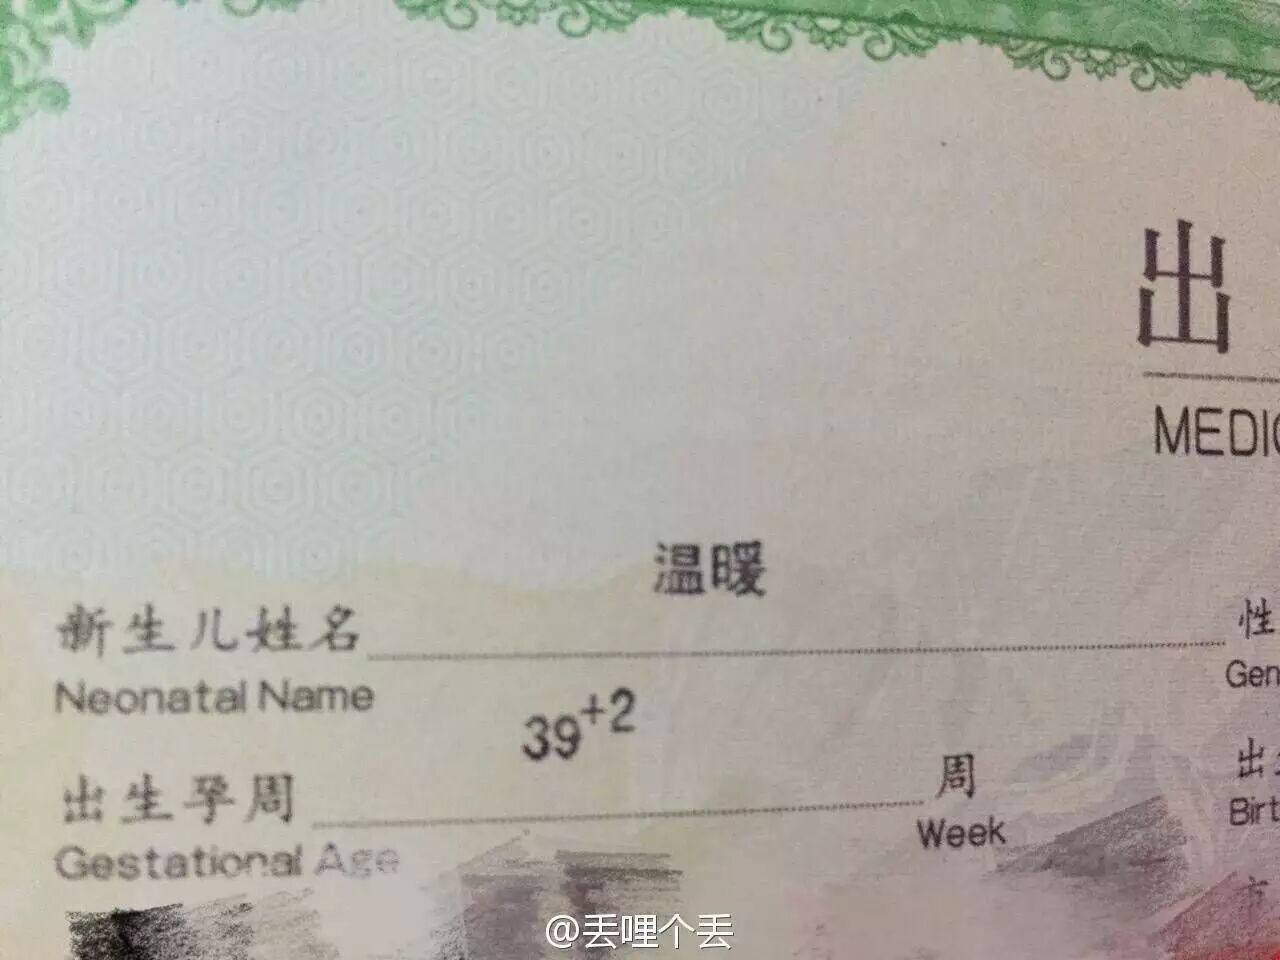 出
MEDIC
温暖
新生儿姓名
性
Neonatal Name
Gen
39+2
出生孕周
周
出
Gestational Age
Week
Birt
市
@丢哩个丢